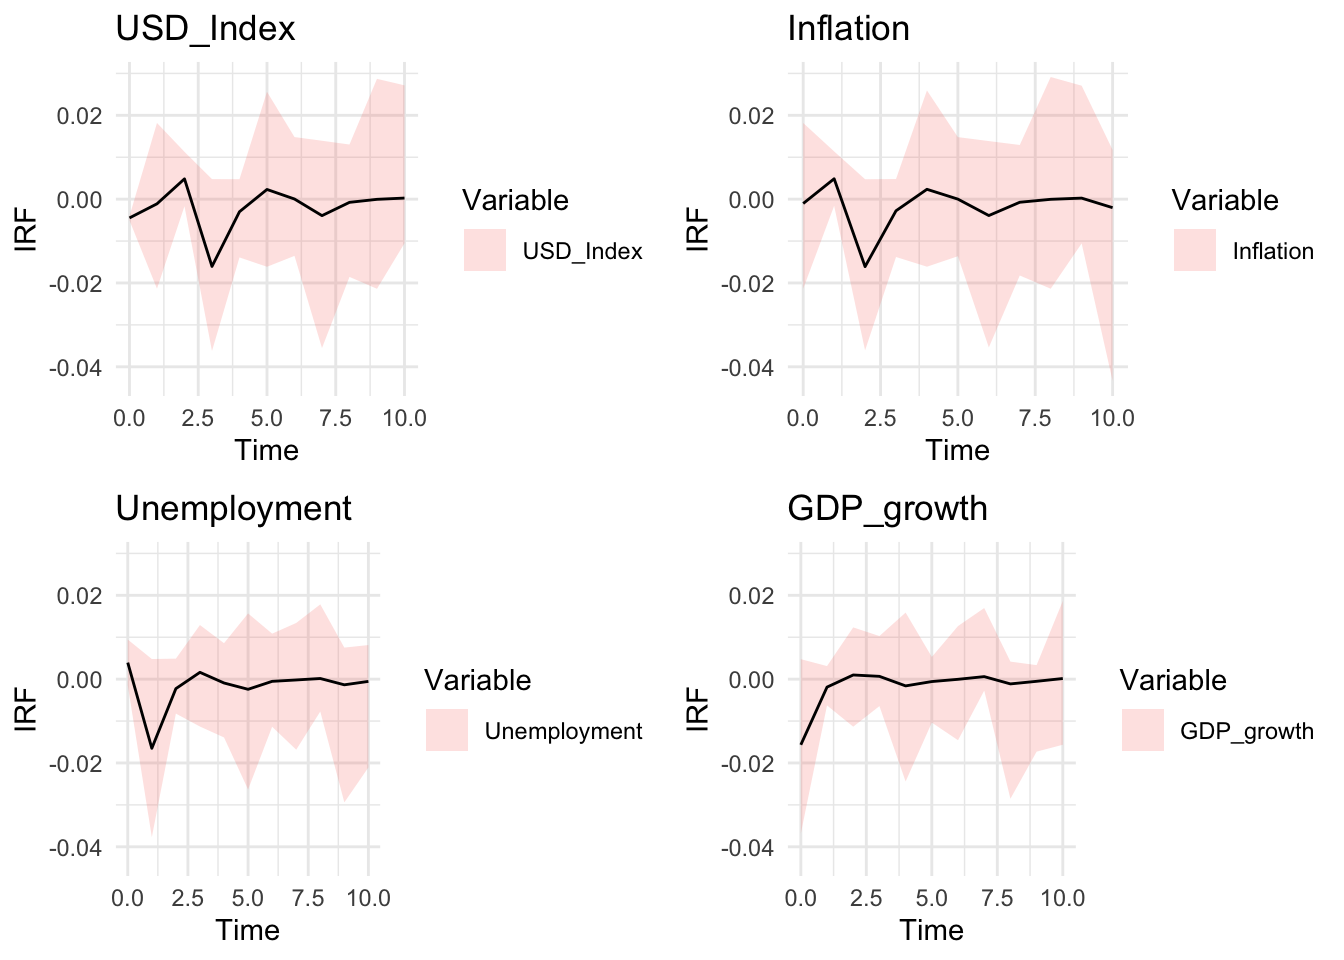 USD_Index
0.02
0.00
-0.02
-0.04
IRF
0.0 2.5 5.0 7.5 10.0
Time
Variable
USD_Index
Inflation
0.02
0.00
-0.02
-0.04
IRF
0.0 2.5 5.0 7.5 10.0
Time
Variable
Inflation
Unemployment
0.02
0.00
-0.02
-0.04
IRF
0.0 2.5 5.0 7.5 10.0
Time
Variable
Unemployment
GDP_growth
0.02
0.00
-0.02
-0.04
IRF
0.0 2.5 5.0 7.5 10.0
Time
Variable
GDP_growth